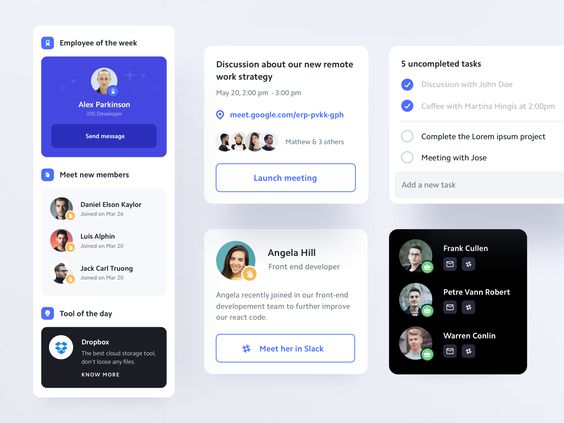 Employee of the week
Alex Parkinson
iOS Developer
Send message
Meet new members
Daniel Elson Kaylor
Joined on Mar 26
Luis Alphin
Joined on Mar 20
Jack Carl Truong
Joined on Mar 20
Tool of the day
Dropbox
The best cloud storage tool,
don't loose any files.
KNOW MORE
Discussion about our new remote
work strategy
May 20, 2:00 pm - 3:00 pm
meet.google.com/erp-pvkk-gph
Mathew & 3 others
Launch meeting
Angela Hill
Front end developer
Angela recently joined in our front-end
developement team to further improve
our react code.
Meet her in Slack
5 uncompleted tasks
Discussion with John Doe
Coffee with Martina Hingis at 2:00pm
Complete the Lorem ipsum project
Meeting with Jose
Add a new task
Frank Cullen
Petre Vann Robert
Warren Conlin